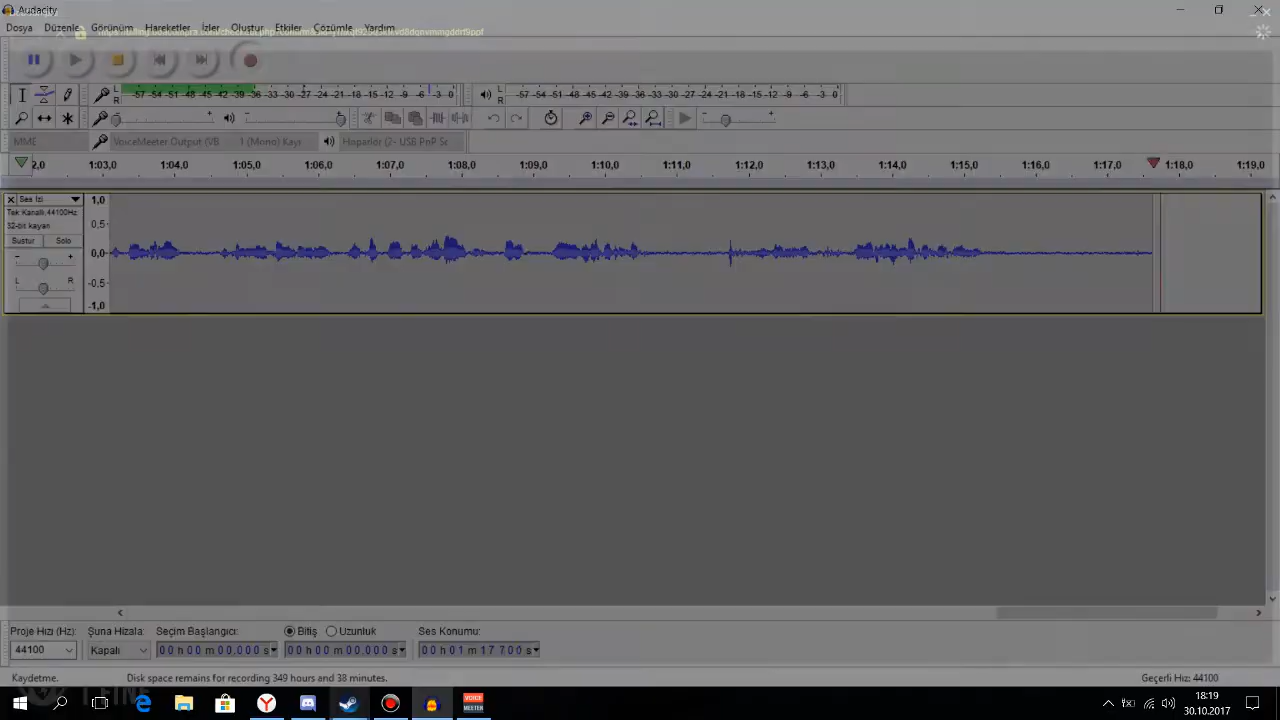 Audacity
Dosya Düzenle Görünüm Hareketler İzler Oluştur Etkiler Çözümle Yardım
L
R
-57 -54 -51 -48 -45 -42 -39 -36 -33 -30 -27 -24 -21 -18 -15 -12 -9 -6 -3 0
L
R
-57 -54 -51 -48 -45 -42 -39 -36 -33 -30 -27 -24 -21 -18 -15 -12 -9 -6 -3 0
MME VoiceMeeter Output (VB 1 (Mono) Kayı Hoparlör (2- USB PnP So
2,0 1:03,0 1:04,0 1:05,0 1:06,0 1:07,0 1:08,0 1:09,0 1:10,0 1:11,0 1:12,0 1:13,0 1:14,0 1:15,0 1:16,0 1:17,0 1:18,0 1:19,0
Ses İzi
Tek Kanallı,44100Hz
32-bit kayan
Sustur Solo
- +
L R
1,0
0,5
0,0
-0,5
-1,0
Proje Hızı (Hz): Şuna Hizala: Seçim Başlangıcı: Bitiş Uzunluk Ses Konumu:
44100 Kapalı 00 h 00 m 00.000 s 00 h 00 m 00.000 s 00 h 01 m 17.700 s
Kaydetme. Disk space remains for recording 349 hours and 38 minutes. Geçerli Hız: 44100
VOICE
MEETER
18:19
30.10.2017